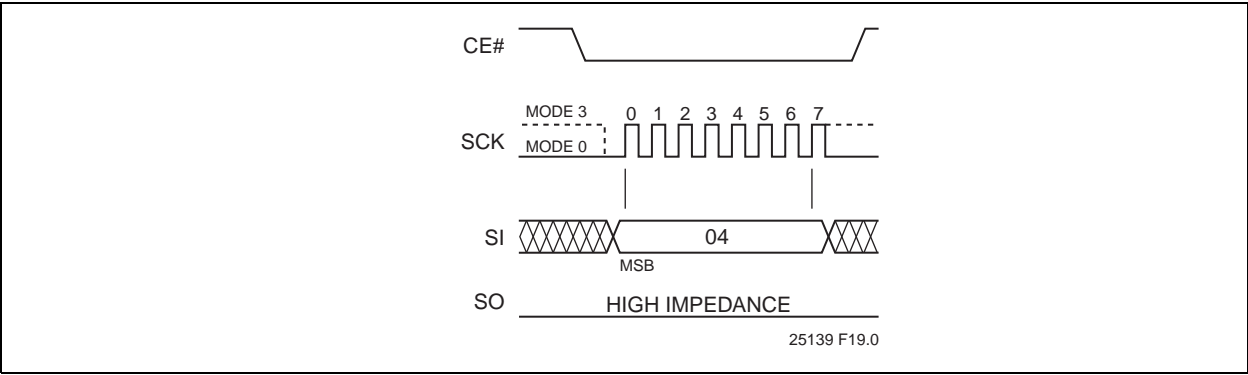 CE#
MODE 3
0 1 2 3 4 5 6 7
SCK
MODE 0
SI
04
MSB
SO
HIGH IMPEDANCE
25139 F19.0